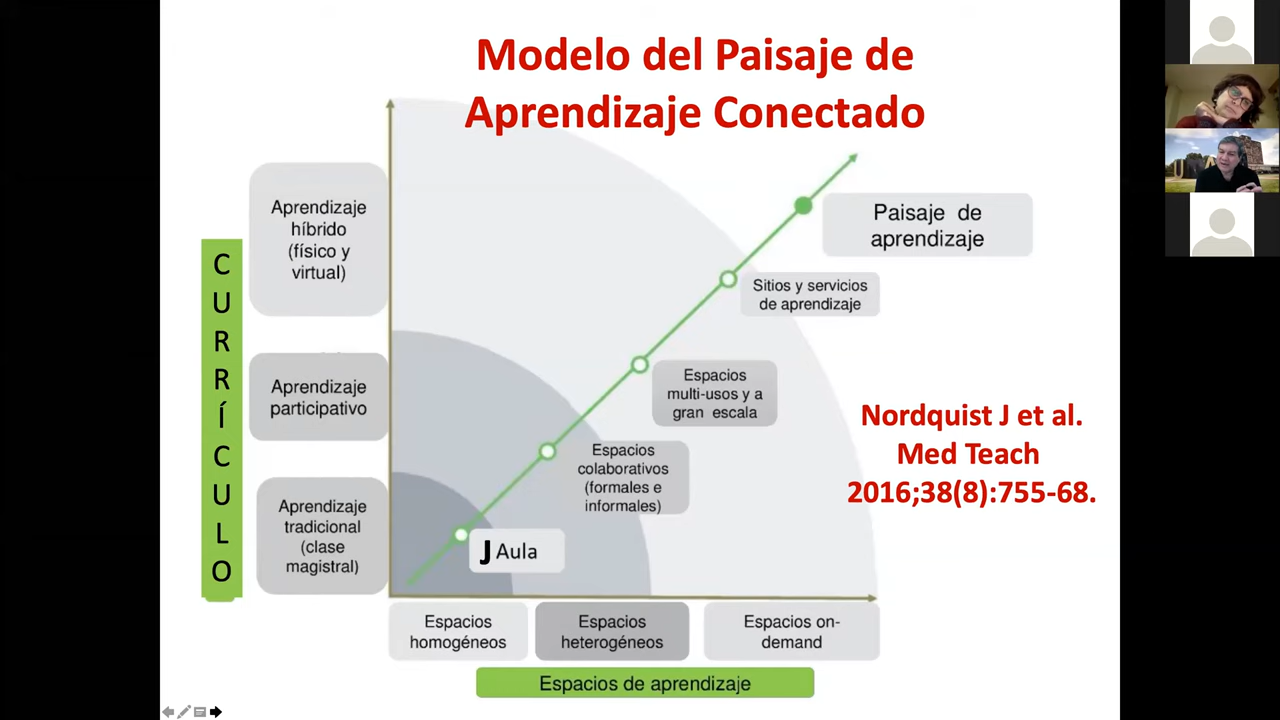 Modelo del Paisaje de
Aprendizaje Conectado
CURRÍCULO
Aprendizaje
híbrido
(físico y
virtual)
Aprendizaje
participativo
Aprendizaje
tradicional
(clase
magistral)
Paisaje de
aprendizaje
Sitios y servicios
de aprendizaje
Espacios
multi-usos y a
gran escala
Espacios
colaborativos
(formales e
informales)
J Aula
Nordquist J et al.
Med Teach
2016;38(8):755-68.
Espacios
homogéneos
Espacios
heterogéneos
Espacios on-
demand
Espacios de aprendizaje